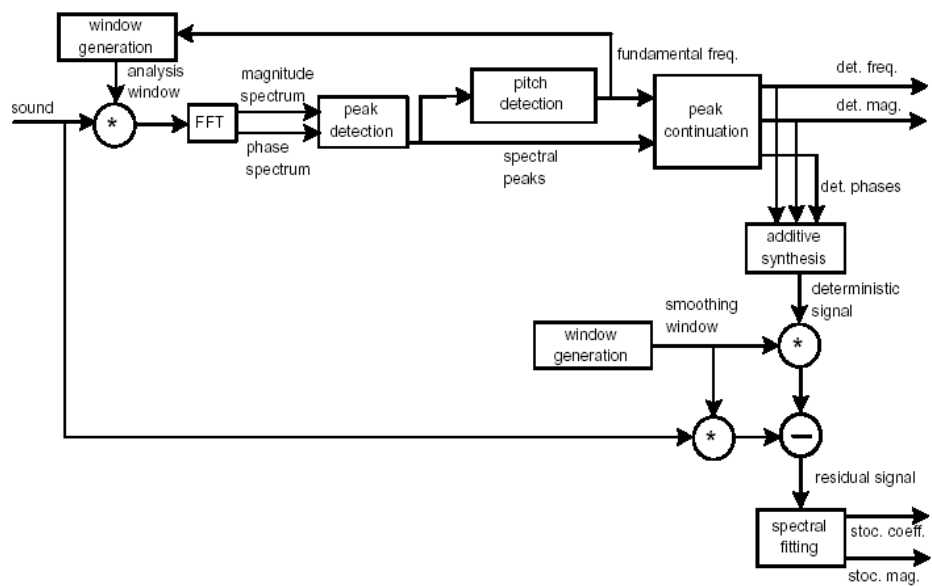 window
generation
analysis
window
sound
*
FFT
magnitude
spectrum
phase
spectrum
peak
detection
pitch
detection
spectral
peaks
fundamental freq.
peak
continuation
det. freq.
det. mag.
det. phases
additive
synthesis
deterministic
signal
smoothing
window
window
generation
*
*
residual signal
spectral
fitting
stoc. coeff.
stoc. mag.